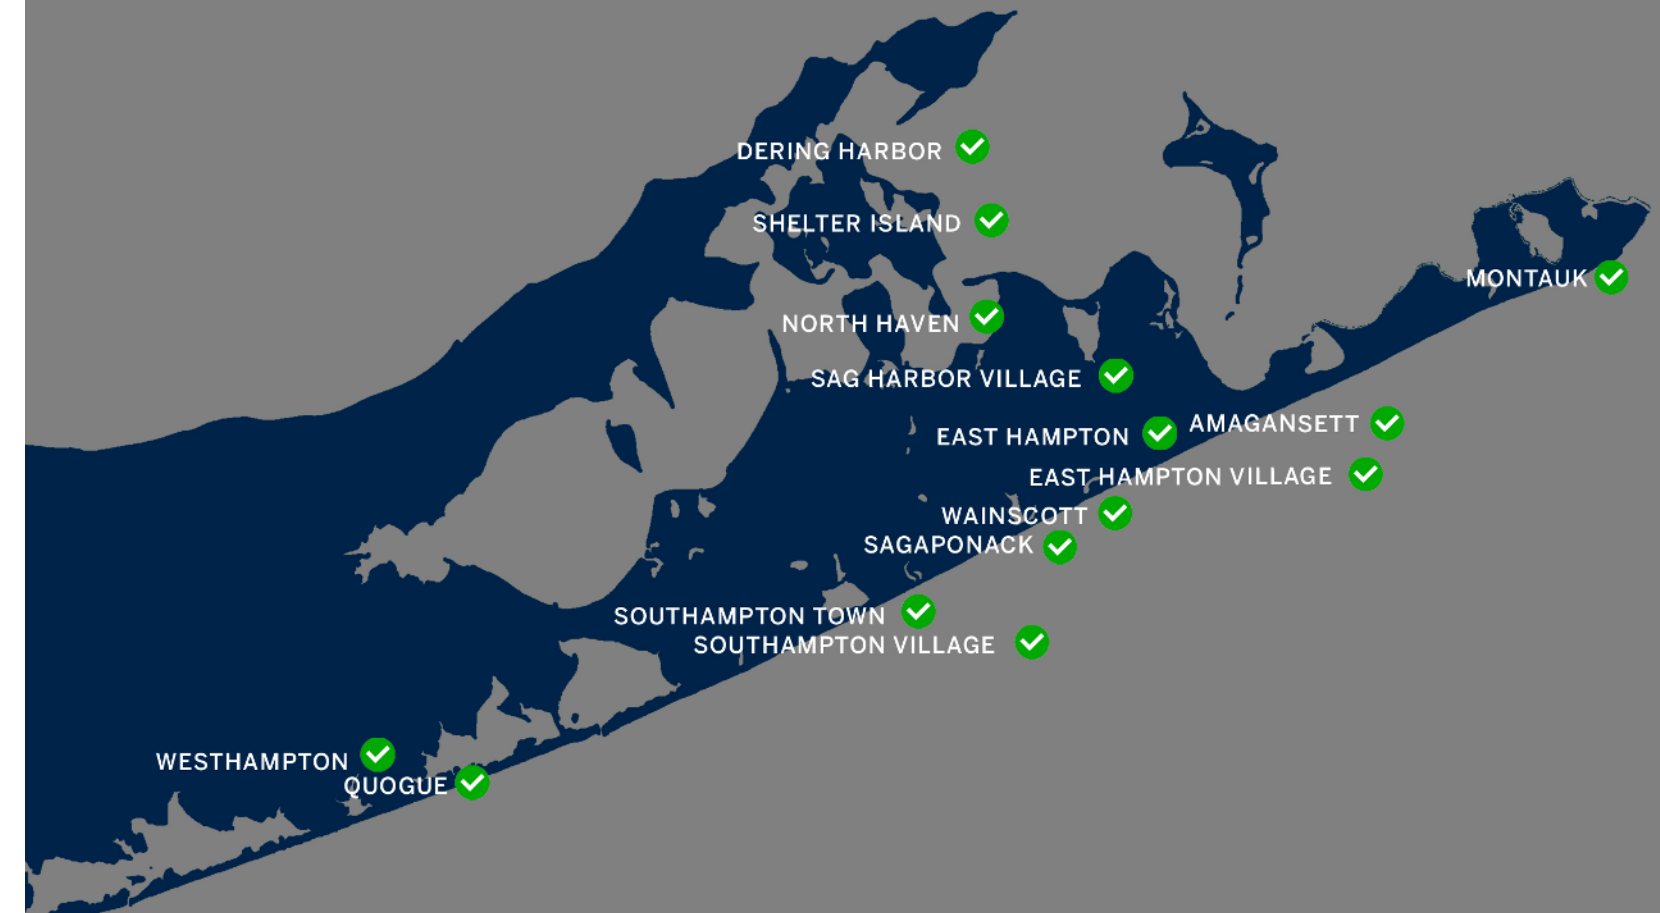 DERING HARBOR
SHELTER ISLAND
MONTAUK
NORTH HAVEN
SAG HARBOR VILLAGE
AMAGANSETT
EAST HAMPTON
EAST HAMPTON VILLAGE
WAINSCOTT
SAGAPONACK
SOUTHAMPTON TOWN
SOUTHAMPTON VILLAGE
WESTHAMPTON
QUOGUE